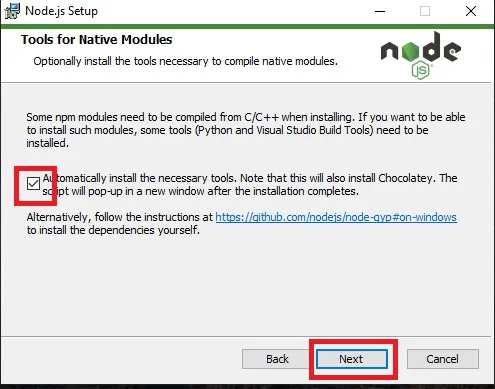 Node.js Setup
Tools for Native Modules
Optionally install the tools necessary to compile native modules.
node
JS
Some npm modules need to be compiled from C/C++ when installing. If you want to be able
to install such modules, some tools (Python and Visual Studio Build Tools) need to be
installed.
Automatically install the necessary tools. Note that this will also install Chocolatey. The
script will pop-up in a new window after the installation completes.
Alternatively, follow the instructions at https://github.com/nodejs/node-gyp#on-windows
to install the dependencies yourself.
Back Next Cancel